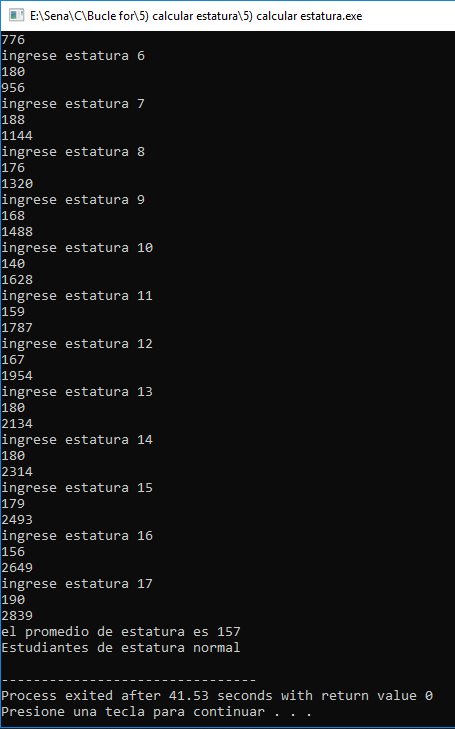 E:\Sena\C\Bucle for\5) calcular estatura\5) calcular estatura.exe
776
ingrese estatura 6
180
956
ingrese estatura 7
188
1144
ingrese estatura 8
176
1320
ingrese estatura 9
168
1488
ingrese estatura 10
140
1628
ingrese estatura 11
159
1787
ingrese estatura 12
167
1954
ingrese estatura 13
180
2134
ingrese estatura 14
180
2314
ingrese estatura 15
179
2493
ingrese estatura 16
156
2649
ingrese estatura 17
190
2839
el promedio de estatura es 157
Estudiantes de estatura normal
--------------------------------
Process exited after 41.53 seconds with return value 0
Presione una tecla para continuar . . .